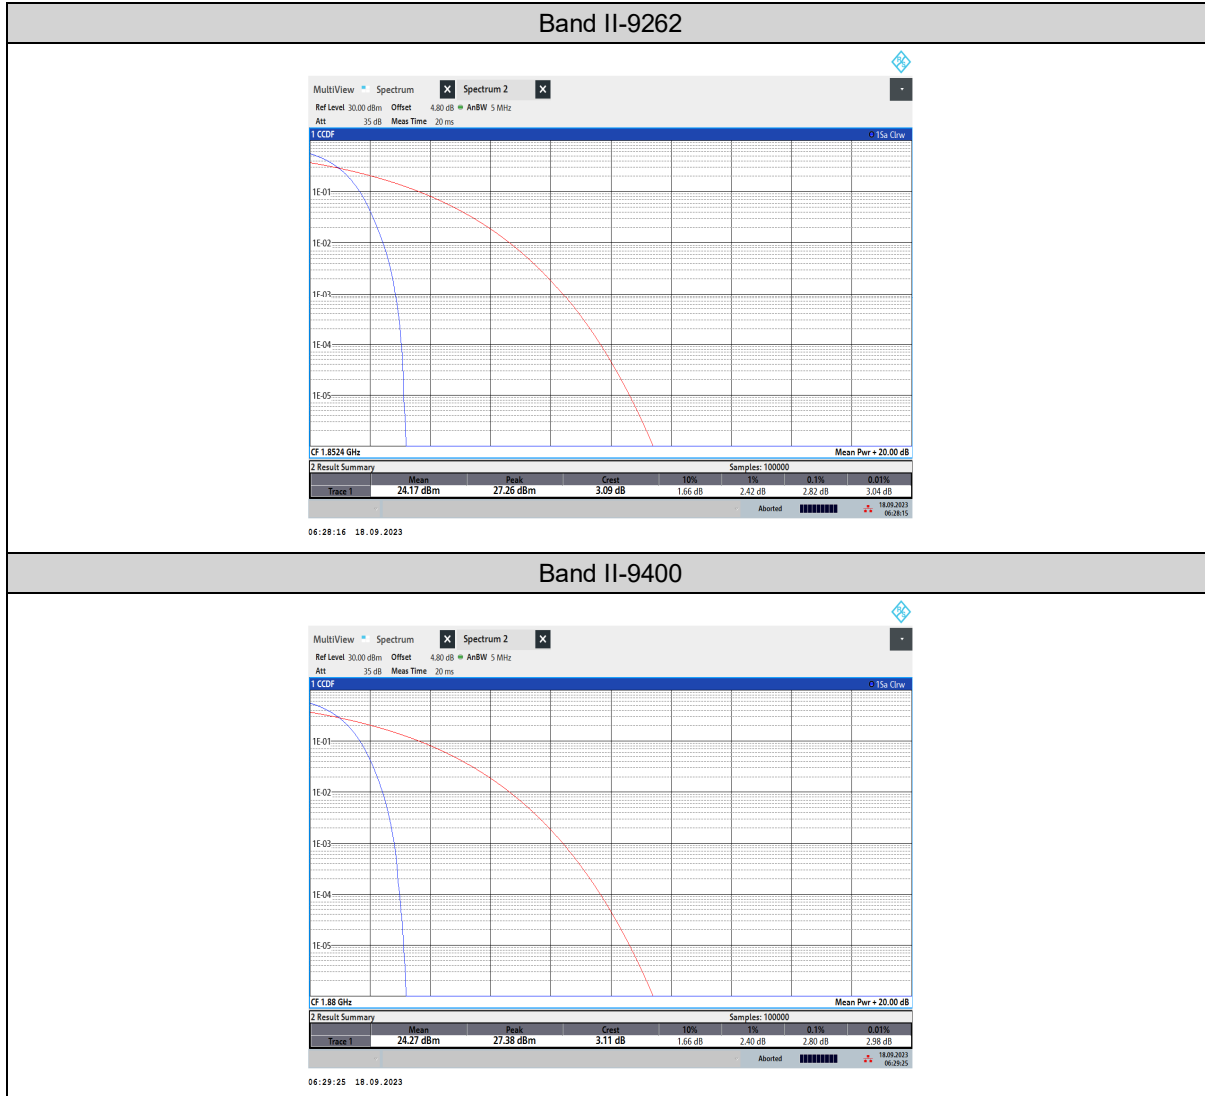 Band II-9262
MultiView Spectrum X Spectrum 2 X
Ref Level 30.00 dBm Offset 4.80 dB AnBW 5 MHz
Att 35 dB Meas Time 20 ms
1 CCDF 1Sa Clrw
1E-01
1E-02
1E-03
1E-04
1E-05
CF 1.8524 GHz Mean Pwr + 20.00 dB
2 Result Summary Samples: 100000
Mean Peak Crest 10% 1% 0.1% 0.01%
Trace 1 24.17 dBm 27.26 dBm 3.09 dB 1.66 dB 2.42 dB 2.82 dB 3.04 dB
Aborted 18.09.2023
06:28:15
06:28:16 18.09.2023
Band II-9400
MultiView Spectrum X Spectrum 2 X
Ref Level 30.00 dBm Offset 4.80 dB AnBW 5 MHz
Att 35 dB Meas Time 20 ms
1 CCDF 1Sa Clrw
1E-01
1E-02
1E-03
1E-04
1E-05
CF 1.88 GHz Mean Pwr + 20.00 dB
2 Result Summary Samples: 100000
Mean Peak Crest 10% 1% 0.1% 0.01%
Trace 1 24.27 dBm 27.38 dBm 3.11 dB 1.66 dB 2.40 dB 2.80 dB 2.98 dB
Aborted 18.09.2023
06:29:25
06:29:25 18.09.2023